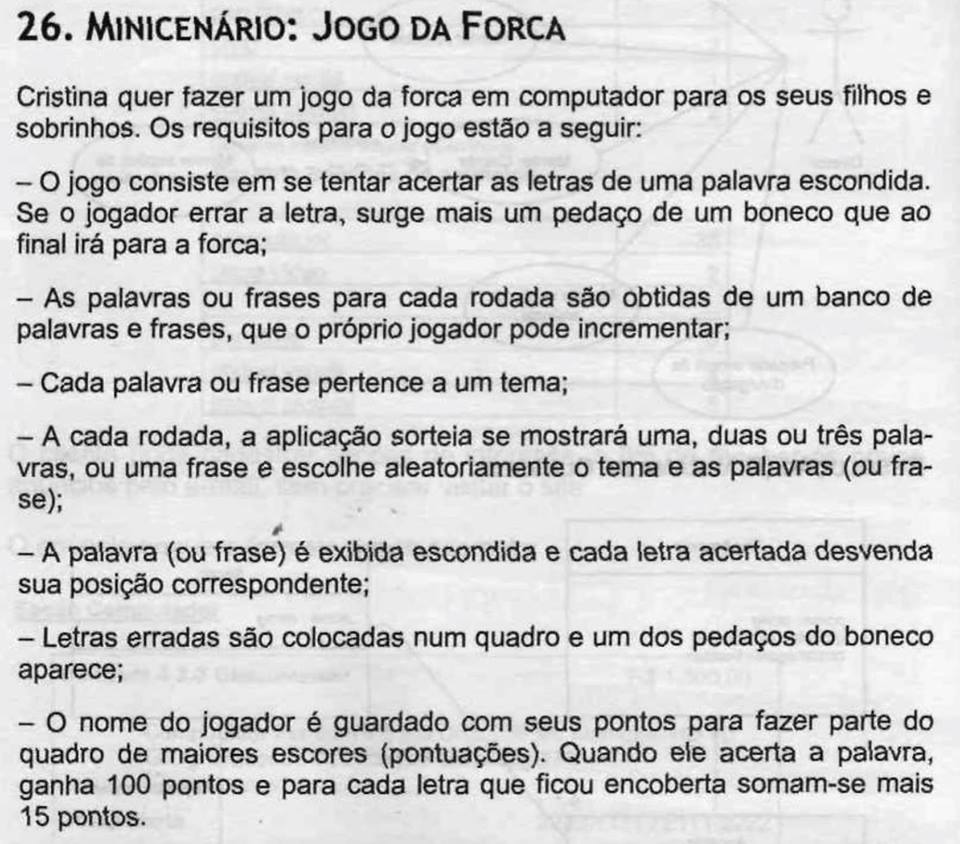 26. MINICENÁRIO: JOGO DA FORCA
Cristina quer fazer um jogo da forca em computador para os seus filhos e
sobrinhos. Os requisitos para o jogo estão a seguir:
– O jogo consiste em se tentar acertar as letras de uma palavra escondida.
Se o jogador errar a letra, surge mais um pedaço de um boneco que ao
final irá para a forca;
– As palavras ou frases para cada rodada são obtidas de um banco de
palavras e frases, que o próprio jogador pode incrementar;
– Cada palavra ou frase pertence a um tema;
– A cada rodada, a aplicação sorteia se mostrará uma, duas ou três pala-
vras, ou uma frase e escolhe aleatoriamente o tema e as palavras (ou fra-
se);
– A palavra (ou frase) é exibida escondida e cada letra acertada desvenda
sua posição correspondente;
– Letras erradas são colocadas num quadro e um dos pedaços do boneco
aparece;
– O nome do jogador é guardado com seus pontos para fazer parte do
quadro de maiores escores (pontuações). Quando ele acerta a palavra,
ganha 100 pontos e para cada letra que ficou encoberta somam-se mais
15 pontos.